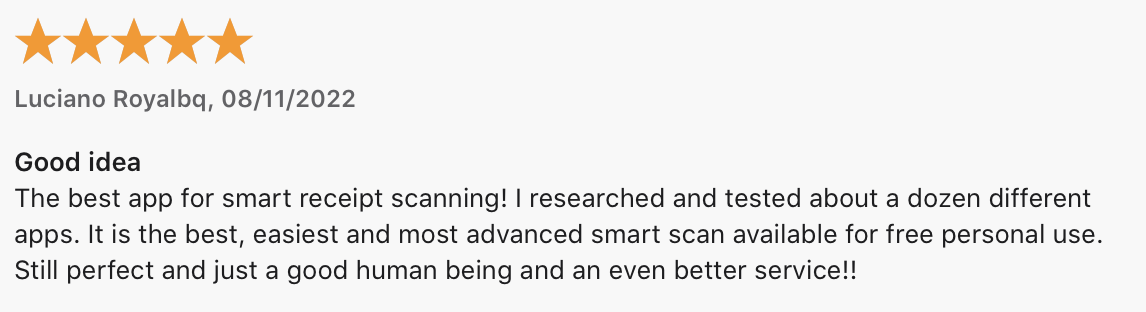 Luciano Royalbq, 08/11/2022
Good idea
The best app for smart receipt scanning! I researched and tested about a dozen different
apps. It is the best, easiest and most advanced smart scan available for free personal use.
Still perfect and just a good human being and an even better service!!